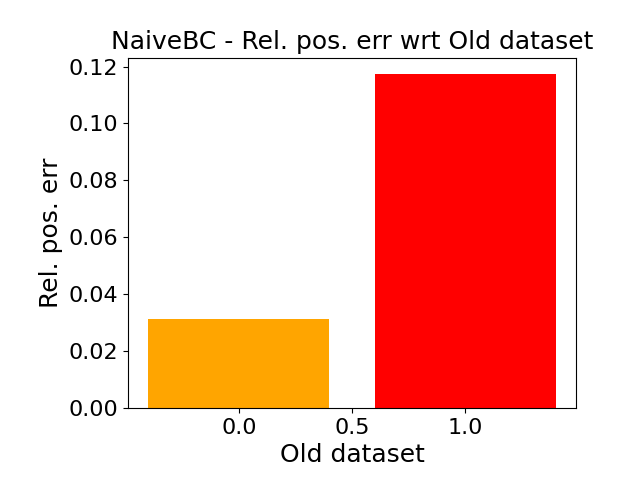 NaiveBC - Rel. pos. err wrt Old dataset
Rel. pos. err
0.12
0.10
0.08
0.06
0.04
0.02
0.00
0.0 0.5 1.0
Old dataset